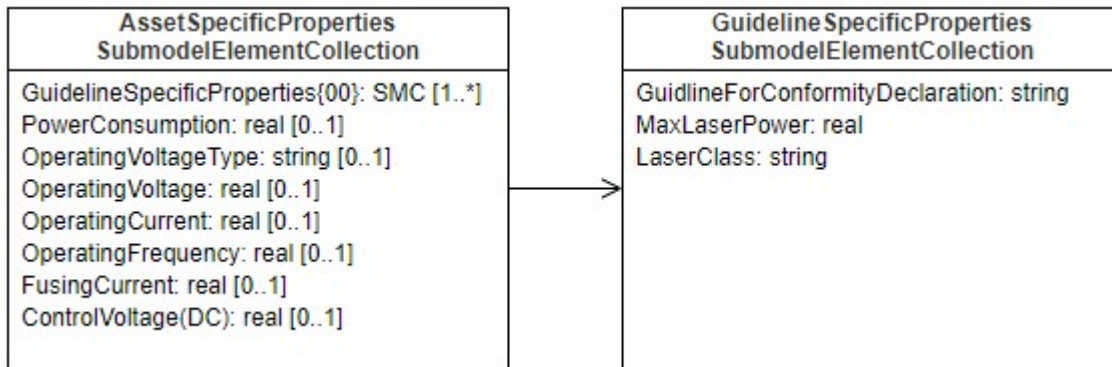 AssetSpecificProperties
SubmodelElementCollection
GuidelineSpecificProperties{00}: SMC [1..*]
PowerConsumption: real [0..1]
OperatingVoltageType: string [0..1]
OperatingVoltage: real [0..1]
OperatingCurrent: real [0..1]
OperatingFrequency: real [0..1]
FusingCurrent: real [0..1]
ControlVoltage(DC): real [0..1]
GuidelineSpecificProperties
SubmodelElementCollection
GuidlineForConformityDeclaration: string
MaxLaserPower: real
LaserClass: string